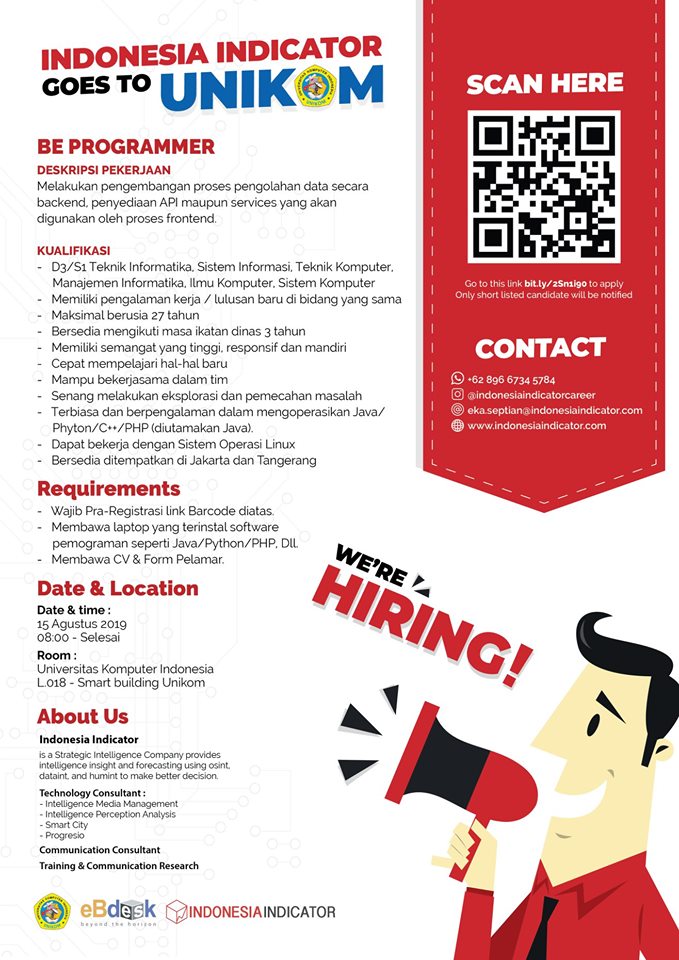 INDONESIA INDICATOR
GOES TO UNIKOM
BE PROGRAMMER
DESKRIPSI PEKERJAAN
Melakukan pengembangan proses pengolahan data secara
backend, penyediaan API maupun services yang akan
digunakan oleh proses frontend.
KUALIFIKASI
- D3/S1 Teknik Informatika, Sistem Informasi, Teknik Komputer,
Manajemen Informatika, Ilmu Komputer, Sistem Komputer
- Memiliki pengalaman kerja / lulusan baru di bidang yang sama
- Maksimal berusia 27 tahun
- Bersedia mengikuti masa ikatan dinas 3 tahun
- Memiliki semangat yang tinggi, responsif dan mandiri
- Cepat mempelajari hal-hal baru
- Mampu bekerjasama dalam tim
- Senang melakukan eksplorasi dan pemecahan masalah
- Terbiasa dan berpengalaman dalam mengoperasikan Java/
Phyton/C++/PHP (diutamakan Java).
- Dapat bekerja dengan Sistem Operasi Linux
- Bersedia ditempatkan di Jakarta dan Tangerang
Requirements
- Wajib Pra-Registrasi link Barcode diatas.
- Membawa laptop yang terinstal software
pemograman seperti Java/Python/PHP, Dll.
- Membawa CV & Form Pelamar.
Date & Location
Date & time :
15 Agustus 2019
08:00 - Selesai
Room :
Universitas Komputer Indonesia
L.018 - Smart building Unikom
About Us
Indonesia Indicator
is a Strategic Intelligence Company provides
intelligence insight and forecasting using osint,
dataint, and humint to make better decision.
Technology Consultant :
- Intelligence Media Management
- Intelligence Perception Analysis
- Smart City
- Progresio
Communication Consultant
Training & Communication Research
UNIKOM
eBdesk
beyond the horizon
INDONESIAINDICATOR
SCAN HERE
Go to this link bit.ly/2Sn1i90 to apply
Only short listed candidate will be notified
CONTACT
+62 896 6734 5784
@indonesiaindicatorcareer
eka.septian@indonesiaindicator.com
www.indonesiaindicator.com
WE'RE
HIRING!